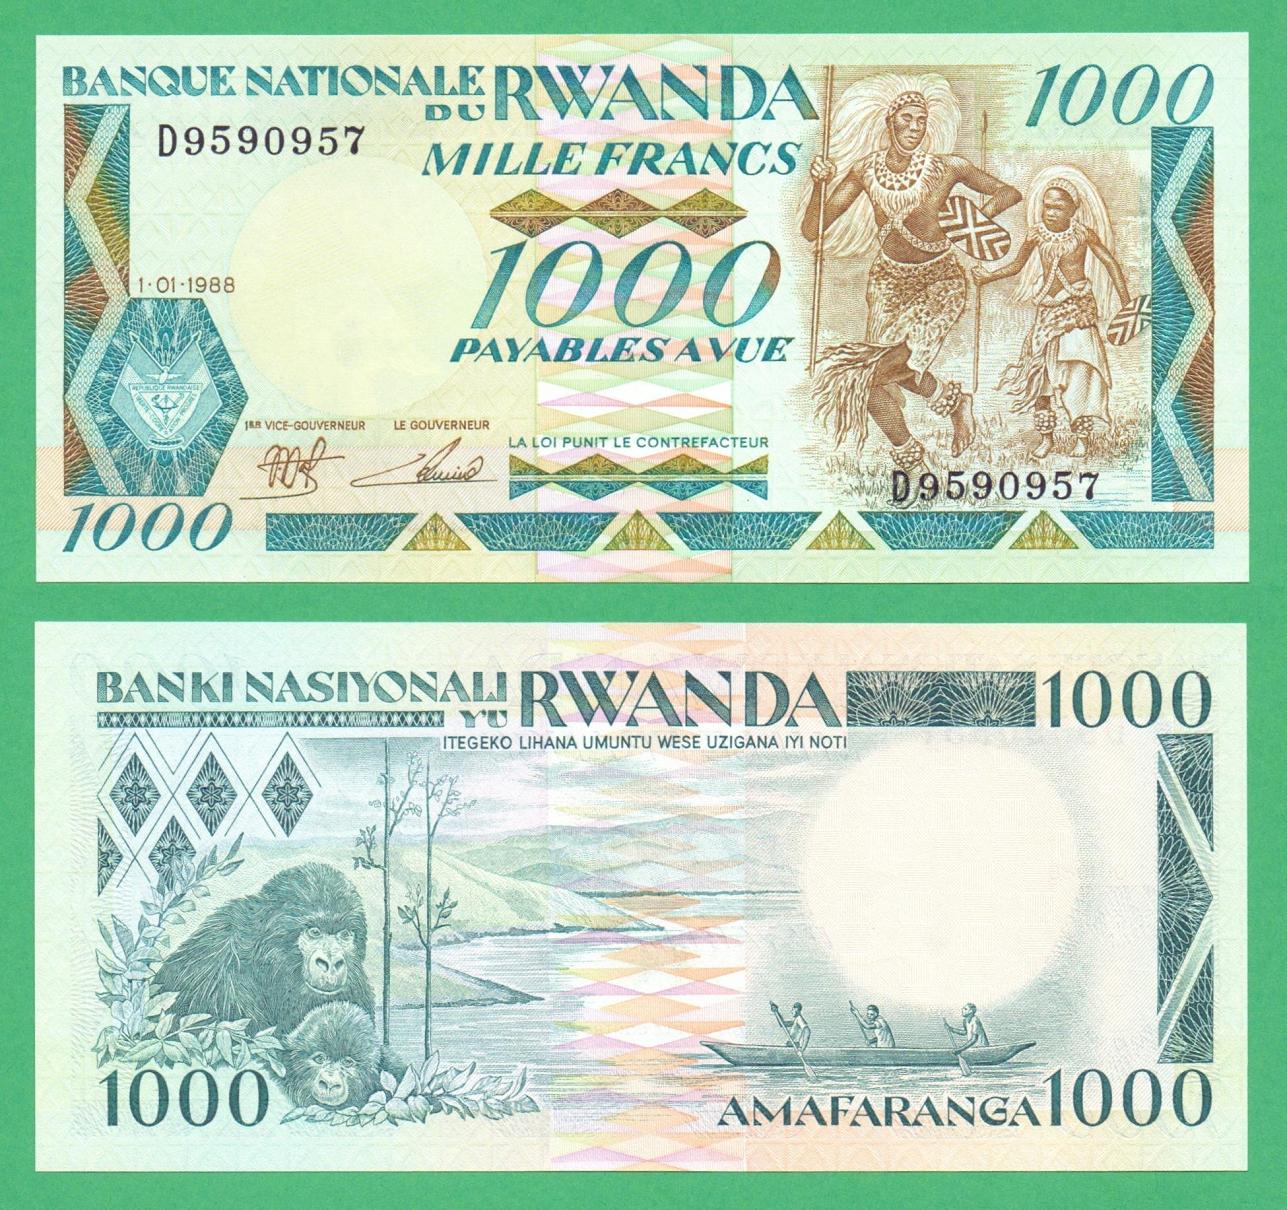 BANQUE NATIONALE
DU RWANDA
1000
D9590957
MILLE FRANCS
1000
PAYABLES A VUE
1·01·1988
REPUBLIQUE RWANDAISE
1ER VICE-GOUVERNEUR LE GOUVERNEUR
LA LOI PUNIT LE CONTREFACTEUR
D9590957
1000
BANKI NASIYONALI
Y'U RWANDA
1000
ITEGEKO LIHANA UMUNTU WESE UZIGANA IYI NOTI
1000
AMAFARANGA 1000